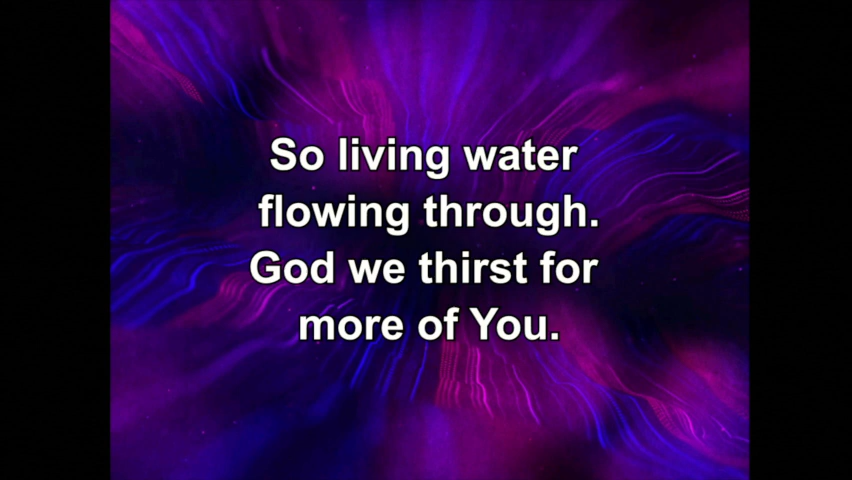 So living water
flowing through.
God we thirst for
more of You.